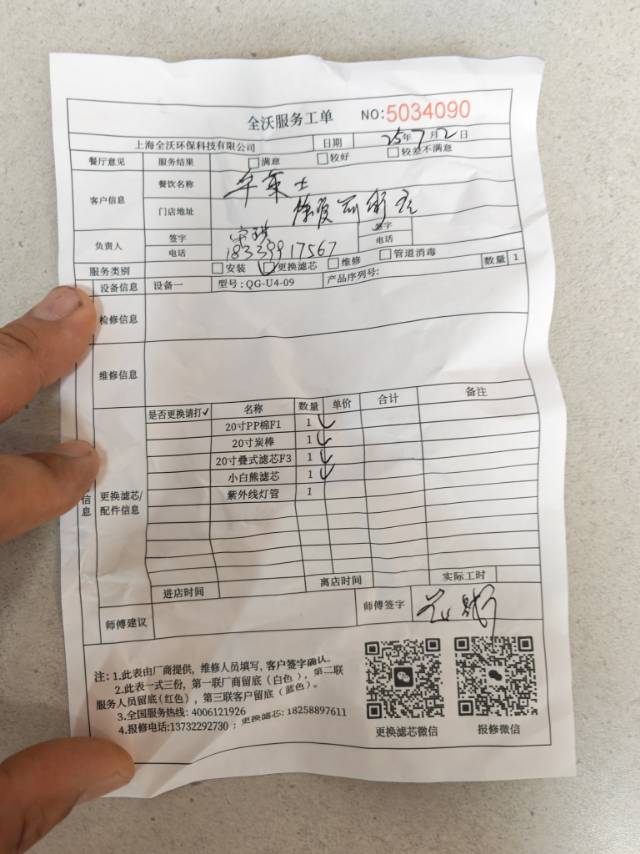 全沃服务工单 NO:5034090
上海全沃环保科技有限公司 日期 25年7月2日
餐厅意见 服务结果 满意 较好 较差不满意
客户信息 餐饮名称
门店地址
负责人 签字 签字
电话 18339917567 电话
服务类别 安装 更换滤芯 维修 管道消毒
设备信息 设备一 型号:QG-U4-09 产品序列号: 数量 1
检修信息
维修信息
是否更换请打✓ 名称 数量 单价 合计 备注
20寸PP棉F1 1 ✓
20寸炭棒 1 ✓
20寸叠式滤芯F3 1 ✓
小白熊滤芯 1 ✓
紫外线灯管 1
信息 更换滤芯/配件信息
进店时间 离店时间 实际工时
师傅建议 师傅签字
注:1.此表由厂商提供,维修人员填写,客户签字确认。
2.此表一式三份,第一联厂商留底(白色),第二联
服务人员留底(红色),第三联客户留底(蓝色)。
3.全国服务热线:4006121926
4.报修电话:13732292730 ;更换滤芯:18258897611
更换滤芯微信 报修微信